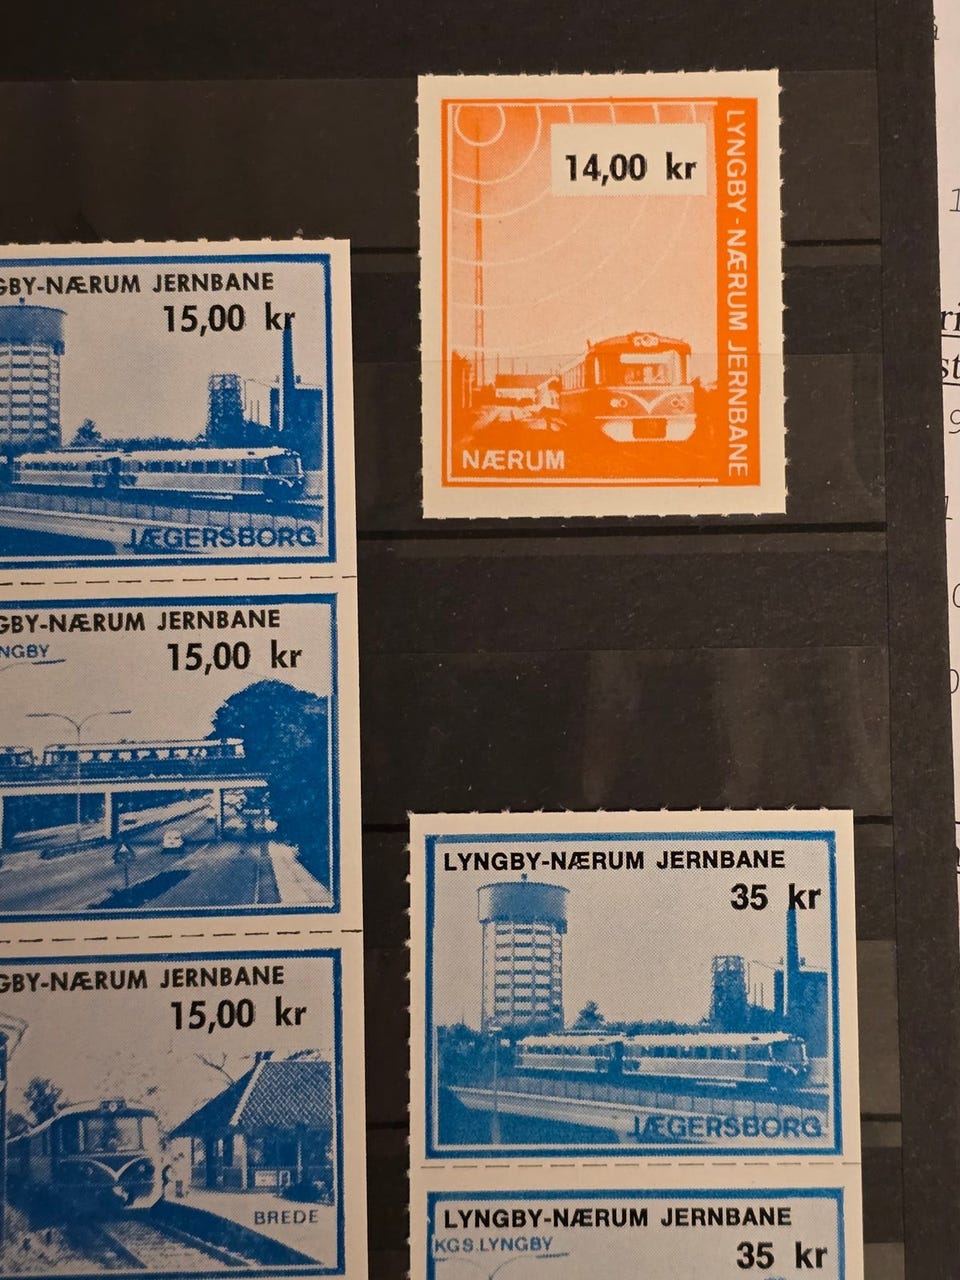 GBY-NÆRUM JERNBANE
15,00 kr
JÆGERSBORG
GBY-NÆRUM JERNBANE
NGBY
15,00 kr
GBY-NÆRUM JERNBANE
15,00 kr
BREDE
14,00 kr
LYNGBY-NÆRUM JERNBANE
NÆRUM
LYNGBY-NÆRUM JERNBANE
35 kr
JÆGERSBORG
LYNGBY-NÆRUM JERNBANE
KGS.LYNGBY
35 kr